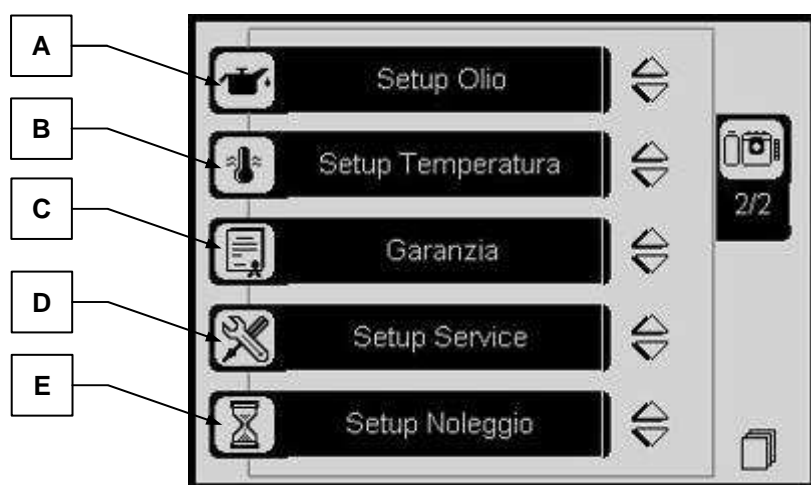 A
Setup Olio
B
Setup Temperatura
2/2
C
Garanzia
D
Setup Service
E
Setup Noleggio